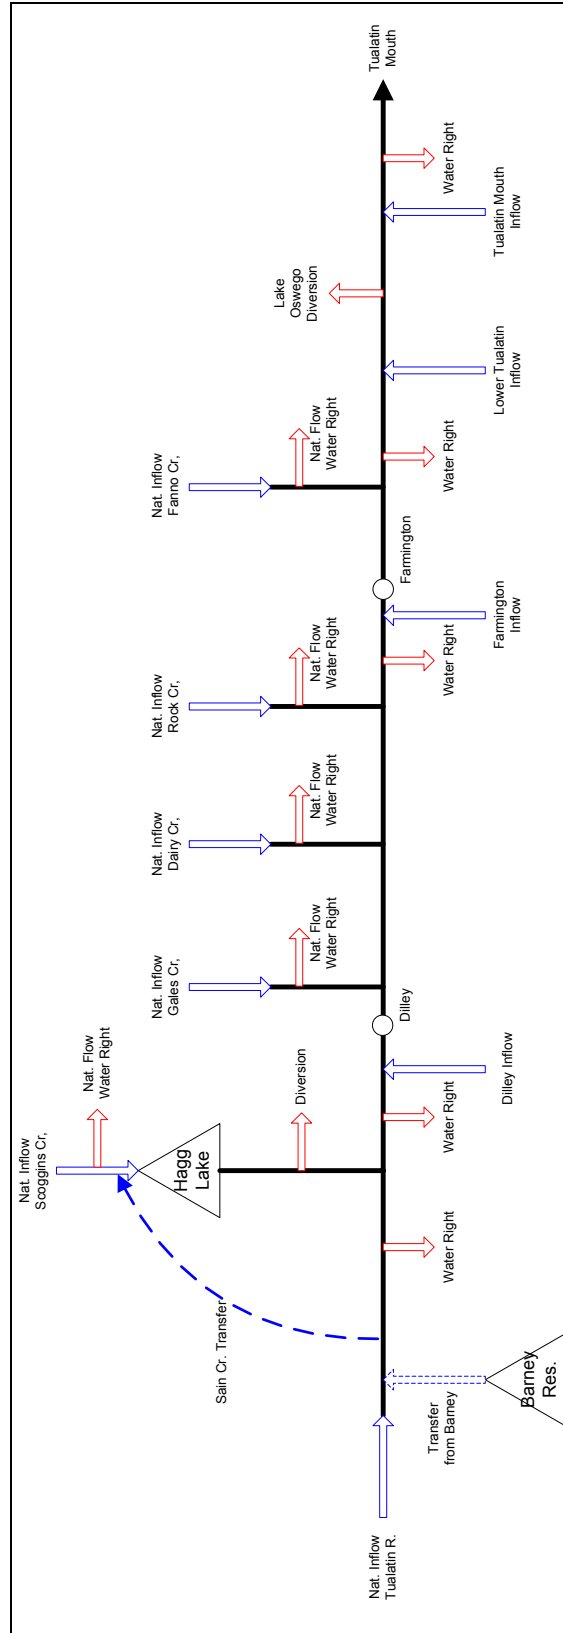 Tualatin
Mouth
Water Right
Tualatin Mouth
Inflow
Lake
Oswego
Diversion
Lower Tualatin
Inflow
Nat. Inflow
Fanno Cr,
Nat. Flow
Water Right
Water Right
Farmington
Farmington
Inflow
Nat. Inflow
Rock Cr,
Nat. Flow
Water Right
Water Right
Nat. Inflow
Dairy Cr,
Nat. Flow
Water Right
Nat. Inflow
Gales Cr,
Nat. Flow
Water Right
Dilley
Dilley Inflow
Nat. Inflow
Scoggins Cr,
Nat. Flow
Water Right
Hagg
Lake
Diversion
Water Right
Water Right
Sain Cr. Transfer
Transfer
from Barney
Barney
Res.
Nat. Inflow
Tualatin R.